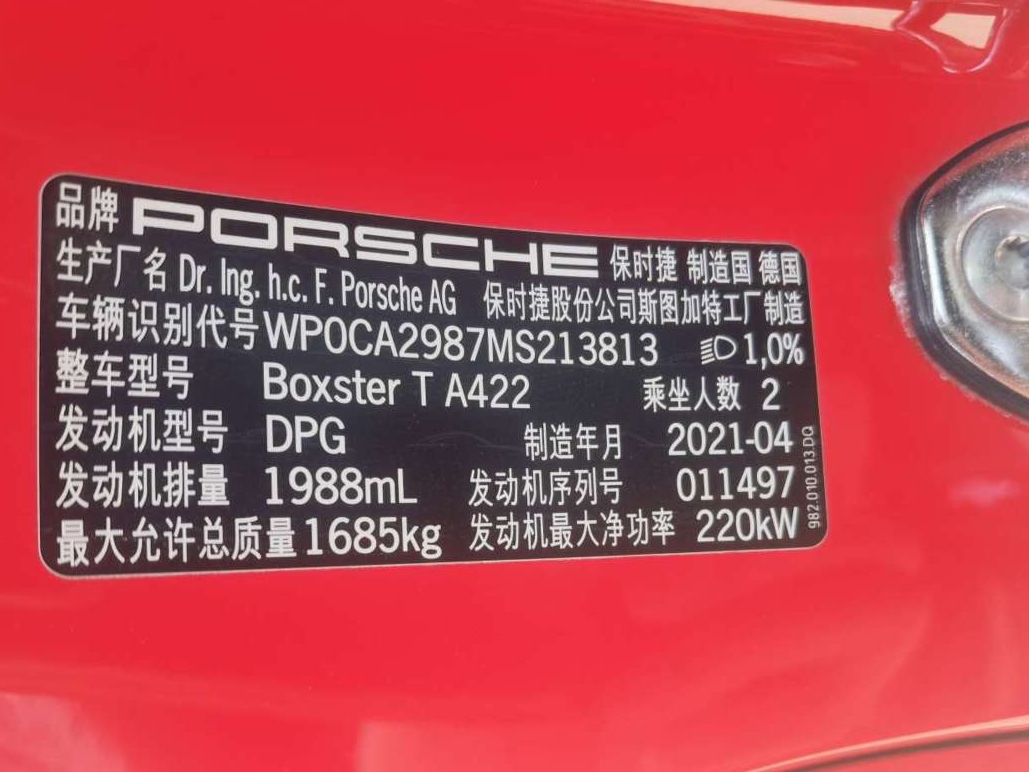 品牌 PORSCHE 保时捷 制造国 德国
生产厂名 Dr. Ing. h.c. F. Porsche AG 保时捷股份公司斯图加特工厂制造
车辆识别代号 WP0CA2987MS213813 1,0%
整车型号 Boxster T A422 乘坐人数 2
发动机型号 DPG 制造年月 2021-04
发动机排量 1988mL 发动机序列号 011497
最大允许总质量 1685kg 发动机最大净功率 220kW
982.010.013.DQ